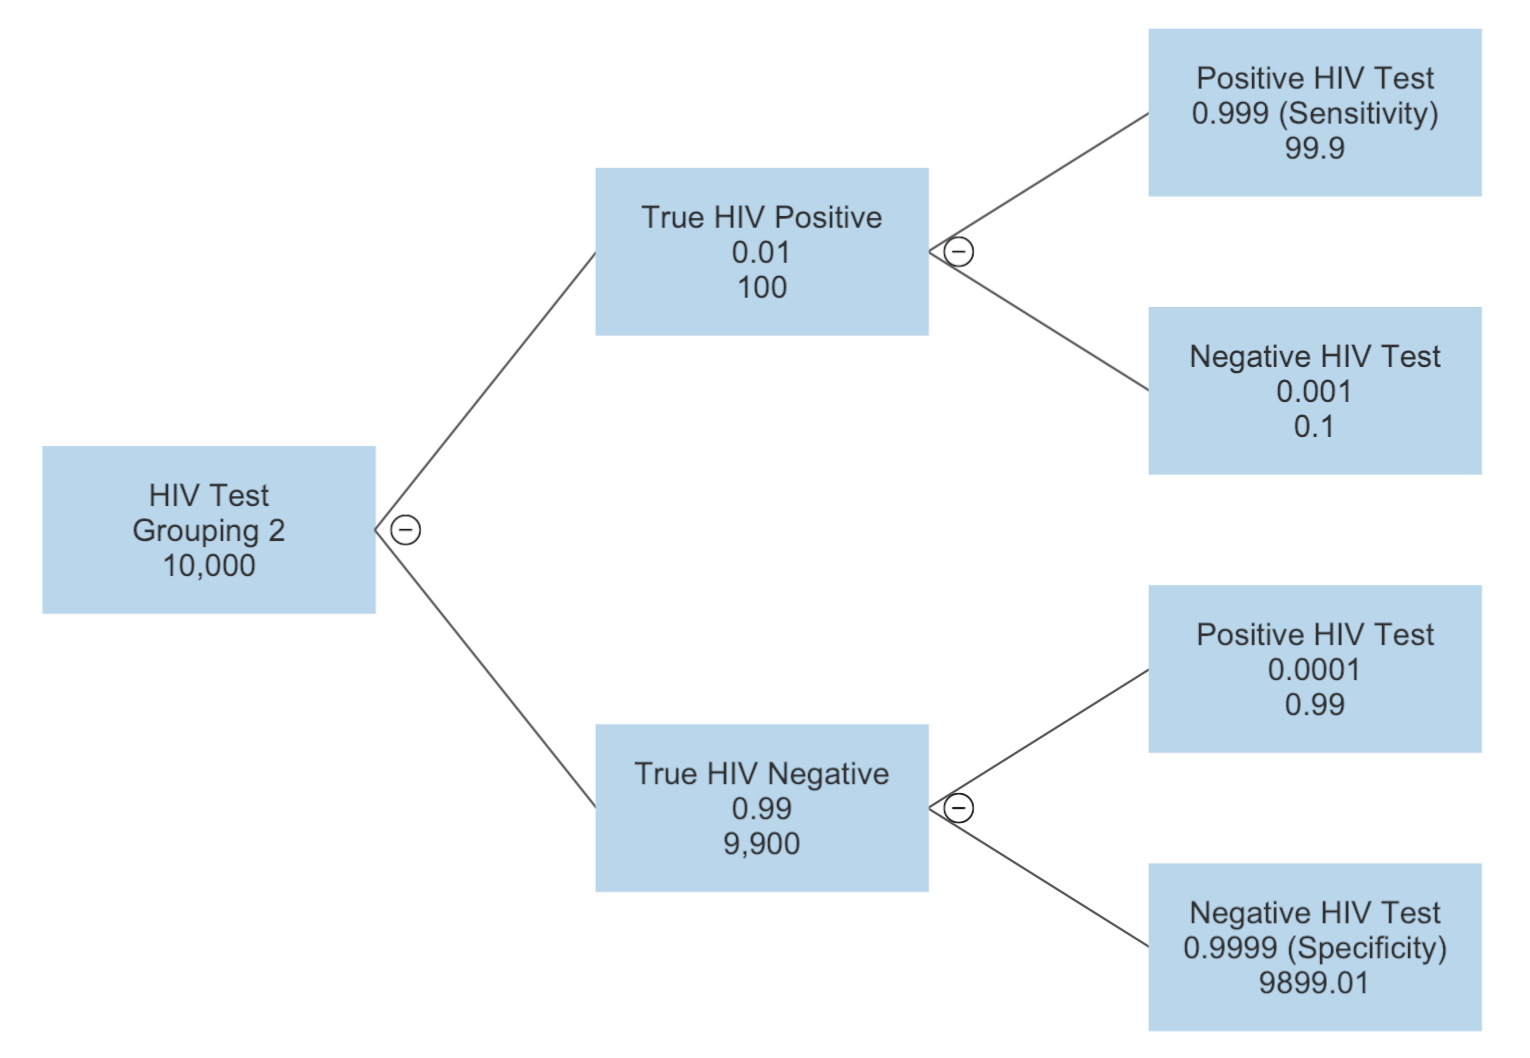 HIV Test
Grouping 2
10,000
True HIV Positive
0.01
100
Positive HIV Test
0.999 (Sensitivity)
99.9
Negative HIV Test
0.001
0.1
True HIV Negative
0.99
9,900
Positive HIV Test
0.0001
0.99
Negative HIV Test
0.9999 (Specificity)
9899.01